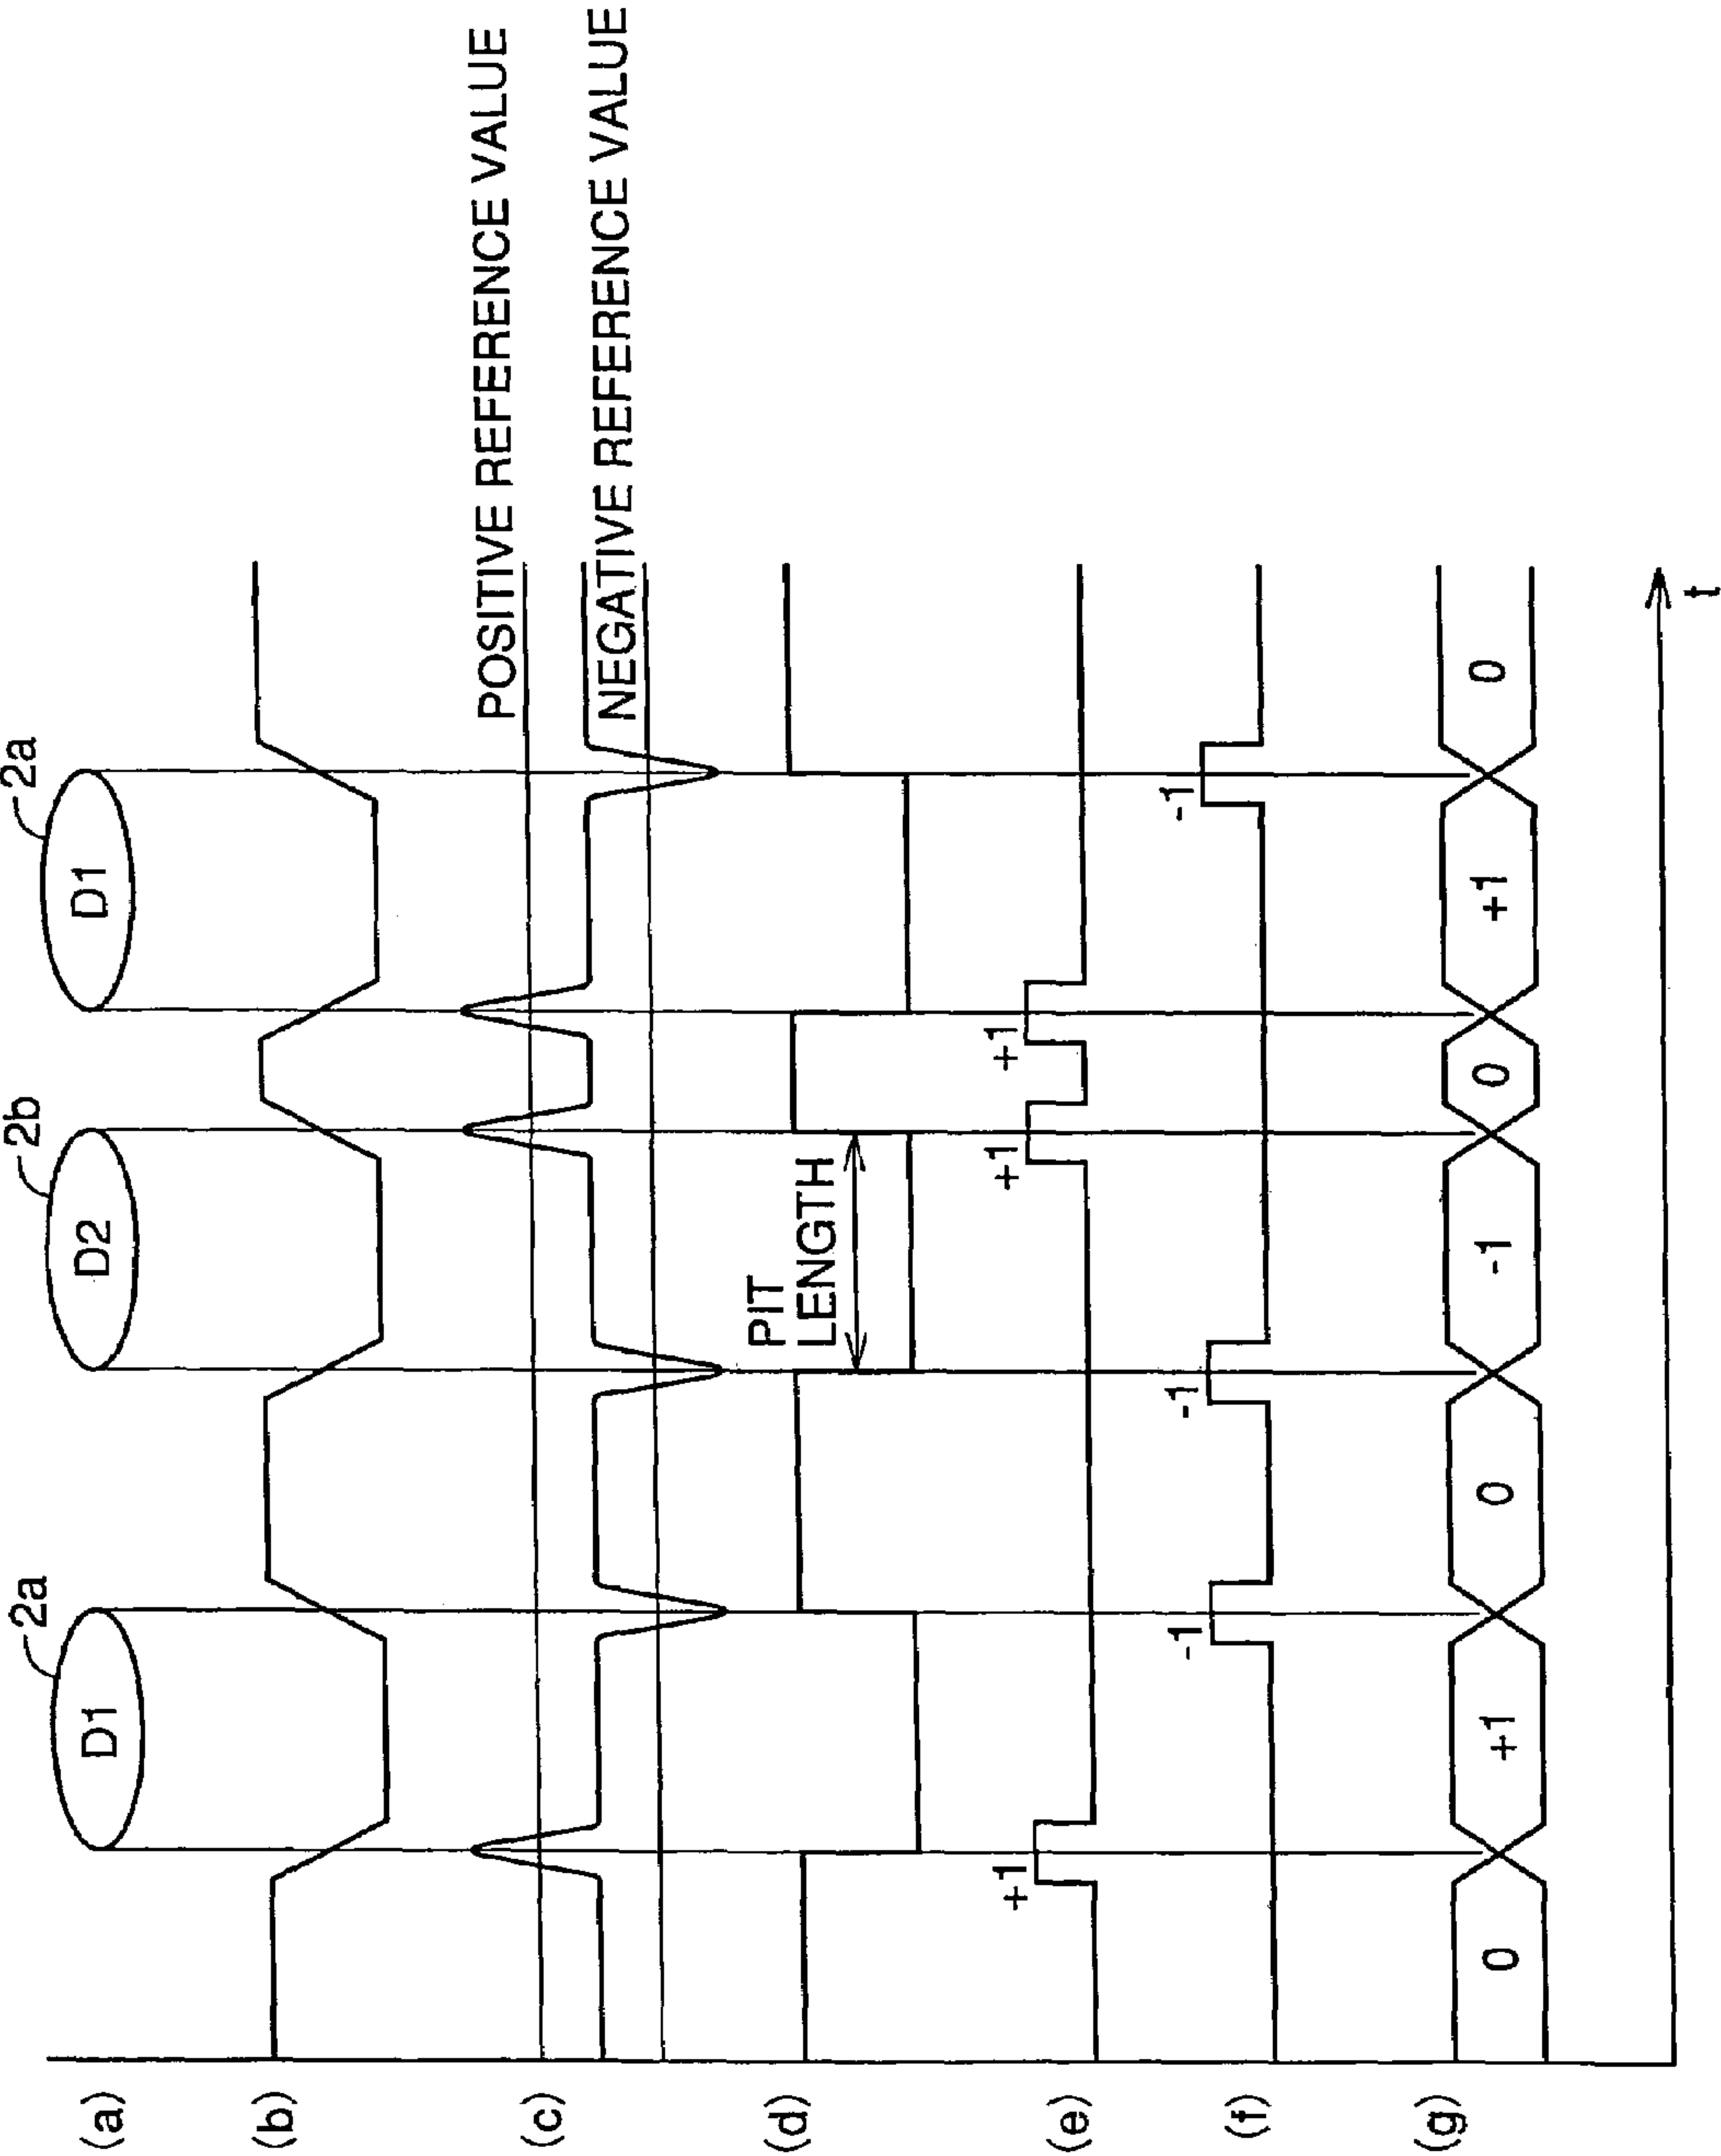 (a)
2a
2b
2a
D1
D2
D1
(b)
(c)
POSITIVE REFERENCE VALUE
NEGATIVE REFERENCE VALUE
(d)
PIT
LENGTH
(e)
+1
+1
+1
(f)
-1
-1
-1
(g)
0
+1
0
-1
0
+1
0
t